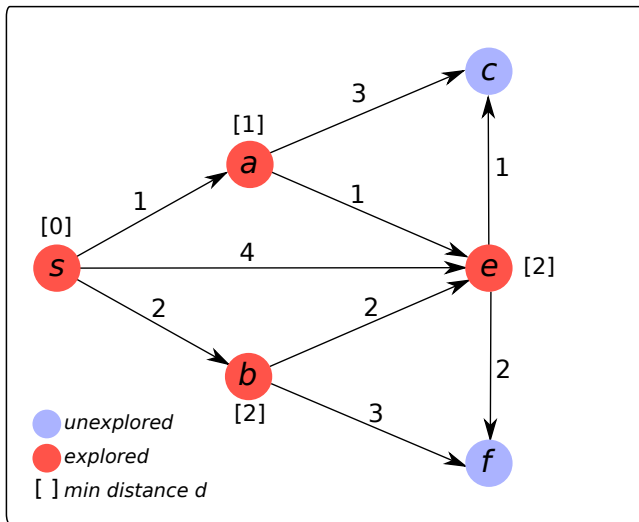 c
3
[1]
a
1
1
1
[0]
s
4
e
[2]
2
2
2
b
3
[2]
f
unexplored
explored
[ ] min distance d